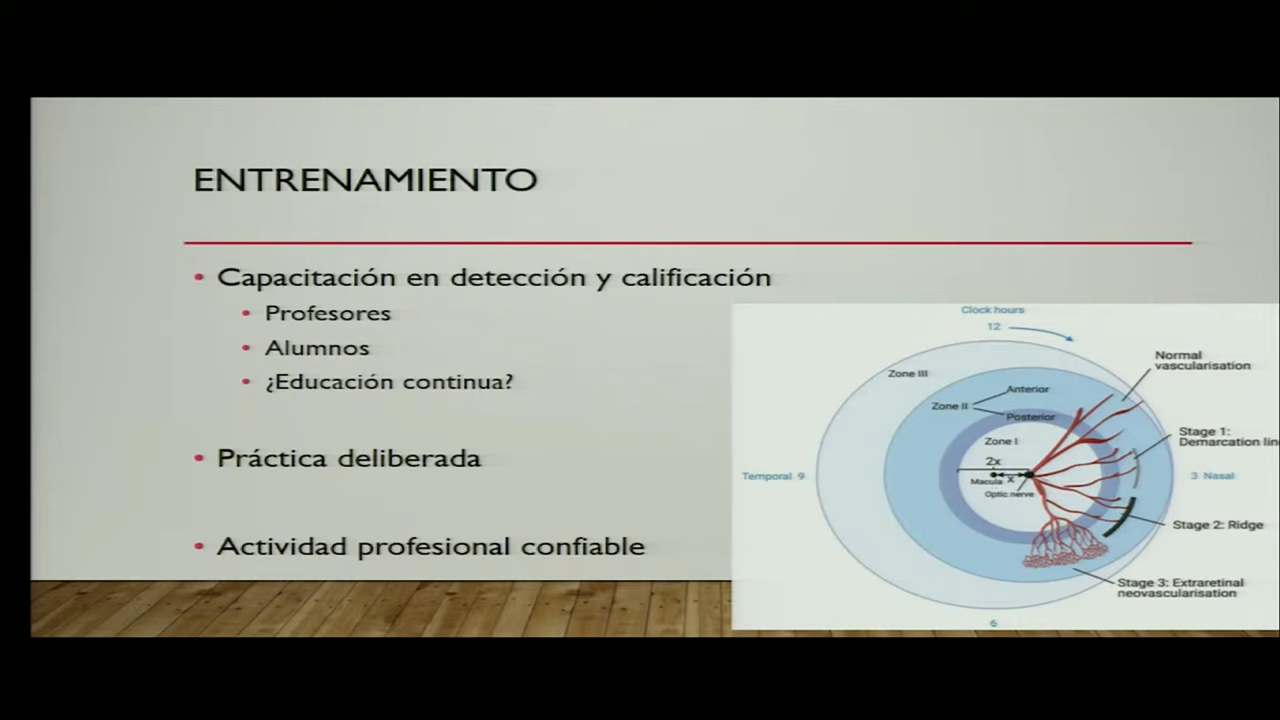 ENTRENAMIENTO
• Capacitación en detección y calificación
• Profesores
• Alumnos
• ¿Educación continua?
• Práctica deliberada
• Actividad profesional confiable
Clock hours
12
Normal
vascularisation
Zone III
Anterior
Zone II
Posterior
Stage 1:
Demarcation lin
Zone I
2x
Temporal 9
Macula
x
3 Nasal
Optic nerve
Stage 2: Ridge
Stage 3: Extraretinal
neovascularisation
6